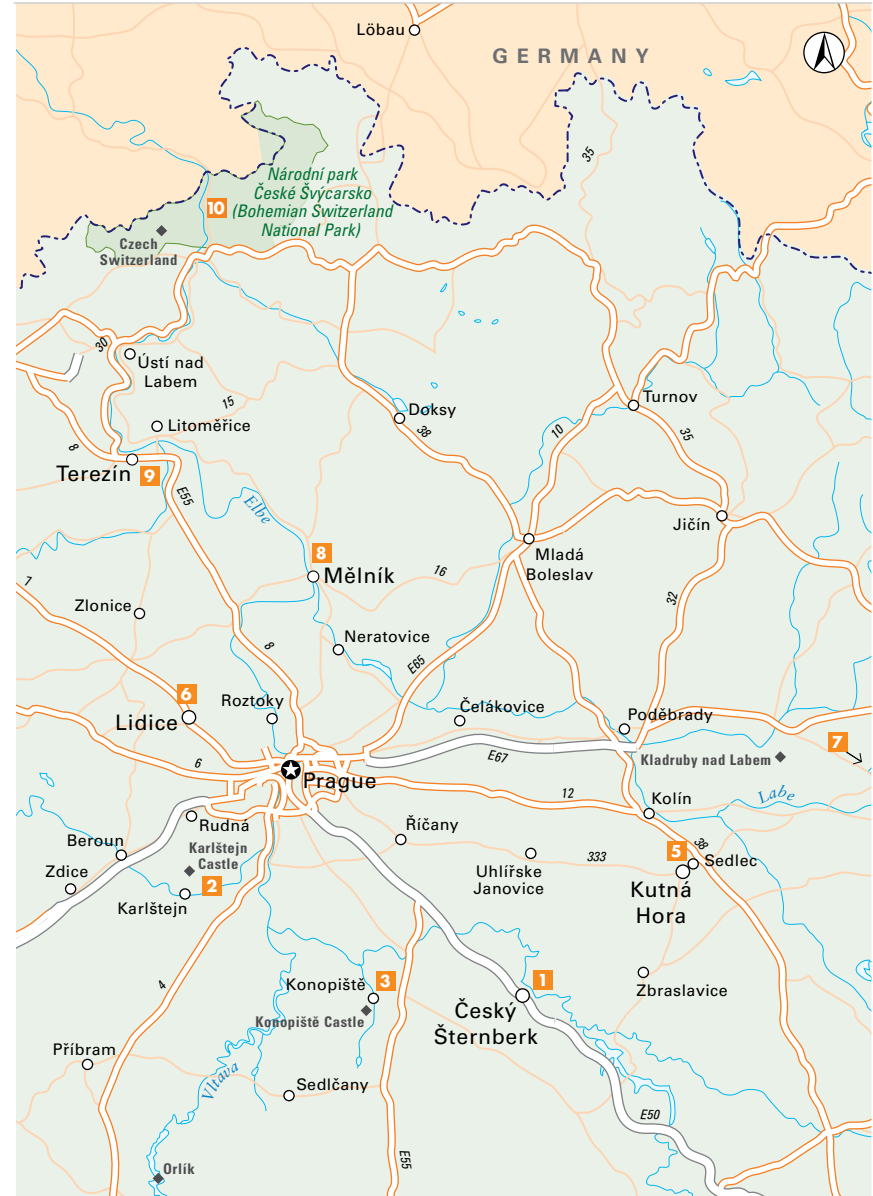 Löbau
GERMANY
35
Národní park
České Švýcarsko
(Bohemian Switzerland
National Park)
10
Czech
Switzerland
30
Ústí nad
Labem
15
Litoměřice
Doksy
38
10
Turnov
35
8
Terezín
9
E55
Elbe
Jičín
Mladá
Boleslav
8
Mělník
16
7
Zlonice
32
8
Neratovice
E65
6
Lidice
Roztoky
Čelákovice
Poděbrady
7
Kladruby nad Labem
E67
6
Prague
12
Labe
Kolín
Rudná
Říčany
38
Beroun
Karlštejn
Castle
Zdice
2
Karlštejn
Uhlířske
Janovice
333
5
Sedlec
Kutná
Hora
4
Konopiště
3
Konopiště Castle
1
Český
Šternberk
Zbraslavice
Příbram
Vltava
Sedlčany
E50
E55
Orlík